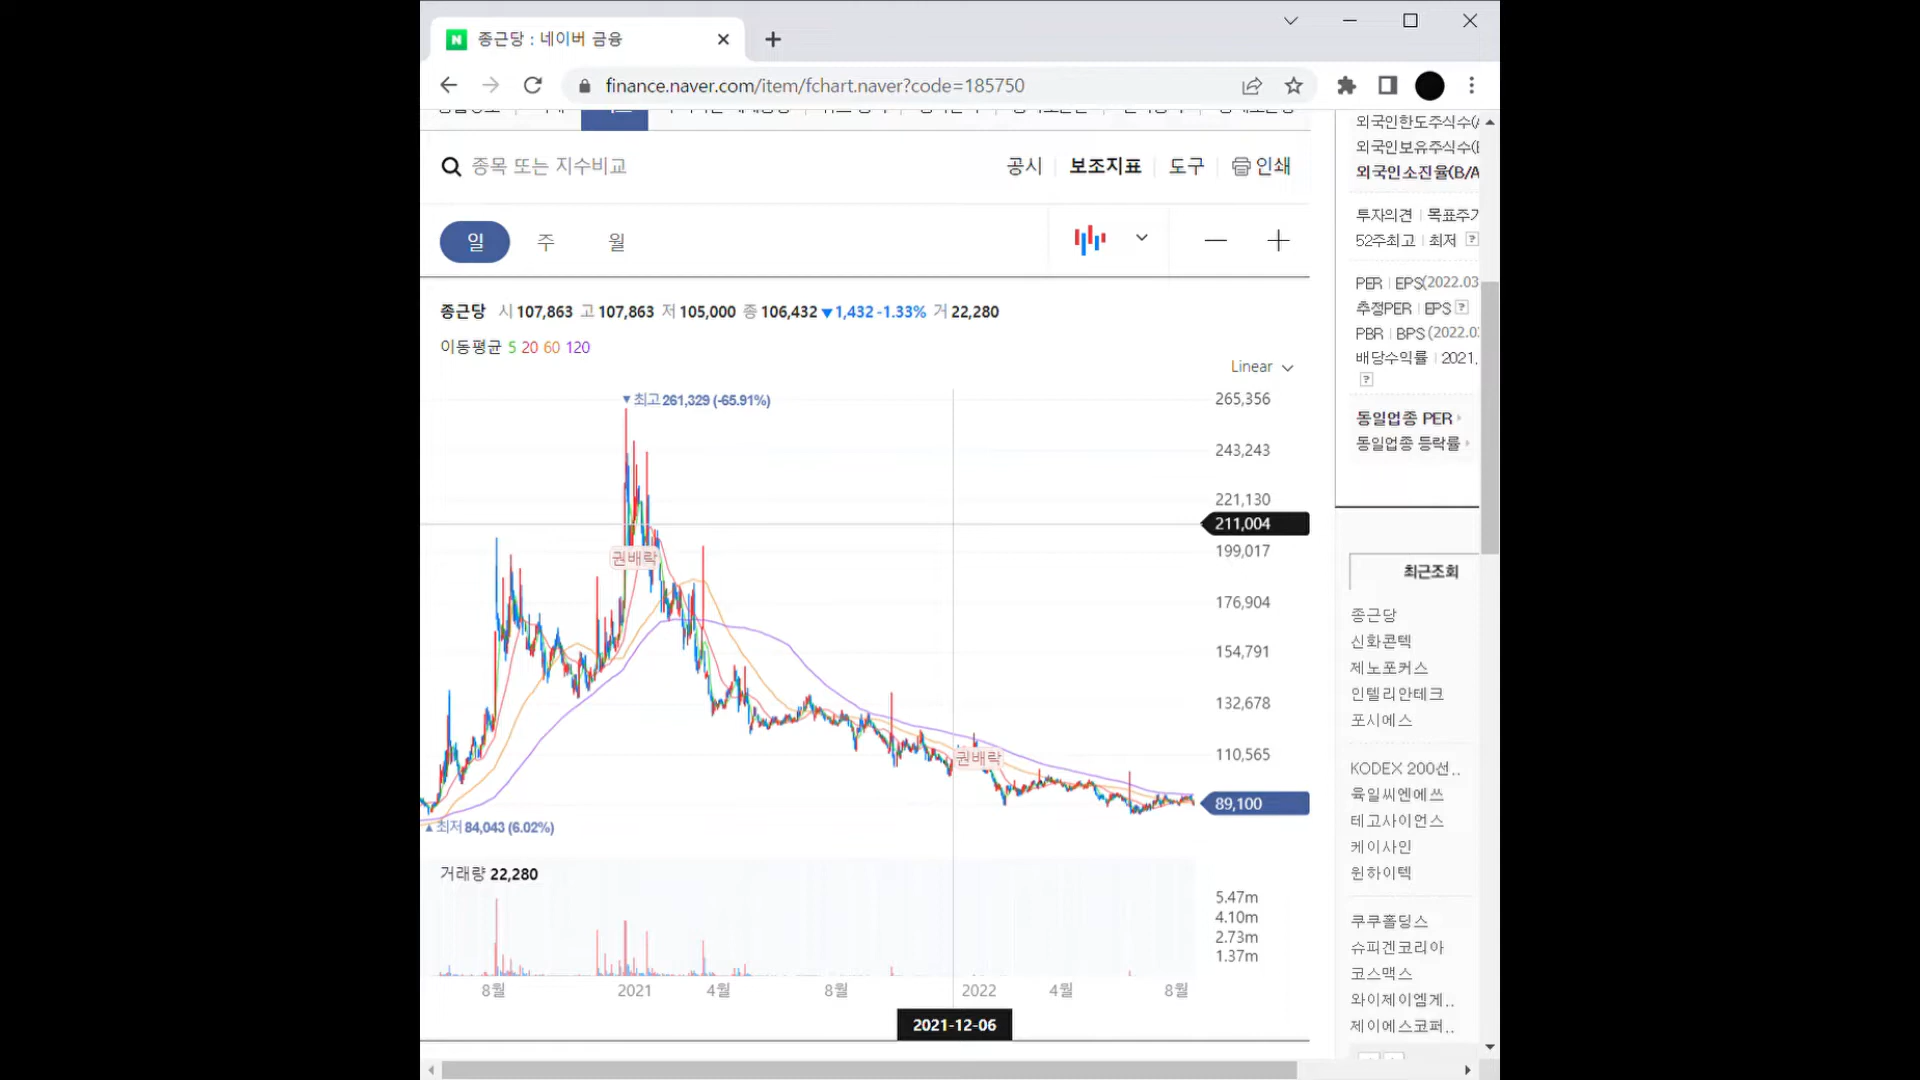 종근당 : 네이버 금융
finance.naver.com/item/fchart.naver?code=185750
종목 또는 지수비교
공시 보조지표 도구 인쇄
일 주 월
종근당 시 107,863 고 107,863 저 105,000 종 106,432 ▼1,432 -1.33% 거 22,280
이동평균 5 20 60 120
Linear
▼최고 261,329 (-65.91%)
265,356
243,243
221,130
211,004
199,017
176,904
154,791
132,678
110,565
89,100
권배락
권배락
▲최저 84,043 (6.02%)
거래량 22,280
5.47m
4.10m
2.73m
1.37m
8월 2021 4월 8월 2022 4월 8월
2021-12-06
외국인한도주식수(A
외국인보유주식수(B
외국인소진율(B/A
투자의견 | 목표주가
52주최고 | 최저 ?
PER | EPS(2022.03
추정PER | EPS ?
PBR | BPS (2022.0
배당수익률 | 2021.
?
동일업종 PER
동일업종 등락률
최근조회
종근당
신화콘텍
제노포커스
인텔리안테크
포시에스
KODEX 200선..
육일씨엔에쓰
테고사이언스
케이사인
윈하이텍
쿠쿠홀딩스
슈피겐코리아
코스맥스
와이제이엠게..
제이에스코퍼..